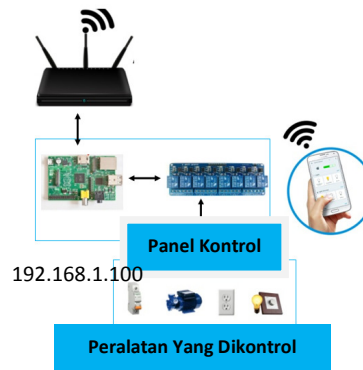 Panel Kontrol
192.168.1.100
Peralatan Yang Dikontrol